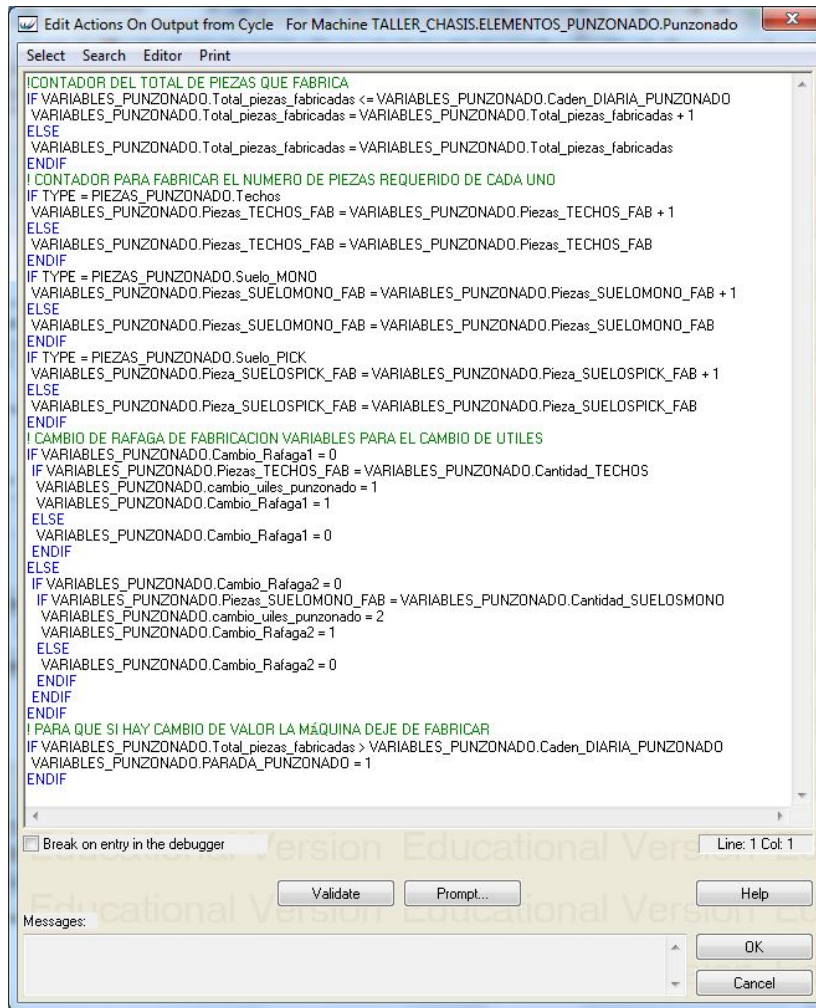 Edit Actions On Output from Cycle For Machine TALLER_CHASIS.ELEMENTOS_PUNZONADO.Punzonado
Select Search Editor Print
!CONTADOR DEL TOTAL DE PIEZAS QUE FABRICA
IF VARIABLES_PUNZONADO.Total_piezas_fabricadas <= VARIABLES_PUNZONADO.Caden_DIARIA_PUNZONADO
VARIABLES_PUNZONADO.Total_piezas_fabricadas = VARIABLES_PUNZONADO.Total_piezas_fabricadas + 1
ELSE
VARIABLES_PUNZONADO.Total_piezas_fabricadas = VARIABLES_PUNZONADO.Total_piezas_fabricadas
ENDIF
! CONTADOR PARA FABRICAR EL NUMERO DE PIEZAS REQUERIDO DE CADA UNO
IF TYPE = PIEZAS_PUNZONADO.Techos
VARIABLES_PUNZONADO.Piezas_TECHOS_FAB = VARIABLES_PUNZONADO.Piezas_TECHOS_FAB + 1
ELSE
VARIABLES_PUNZONADO.Piezas_TECHOS_FAB = VARIABLES_PUNZONADO.Piezas_TECHOS_FAB
ENDIF
IF TYPE = PIEZAS_PUNZONADO.Suelo_MONO
VARIABLES_PUNZONADO.Piezas_SUELOMONO_FAB = VARIABLES_PUNZONADO.Piezas_SUELOMONO_FAB + 1
ELSE
VARIABLES_PUNZONADO.Piezas_SUELOMONO_FAB = VARIABLES_PUNZONADO.Piezas_SUELOMONO_FAB
ENDIF
IF TYPE = PIEZAS_PUNZONADO.Suelo_PICK
VARIABLES_PUNZONADO.Pieza_SUELOSPICK_FAB = VARIABLES_PUNZONADO.Pieza_SUELOSPICK_FAB + 1
ELSE
VARIABLES_PUNZONADO.Pieza_SUELOSPICK_FAB = VARIABLES_PUNZONADO.Pieza_SUELOSPICK_FAB
ENDIF
! CAMBIO DE RAFAGA DE FABRICACION VARIABLES PARA EL CAMBIO DE UTILES
IF VARIABLES_PUNZONADO.Cambio_Rafaga1 = 0
IF VARIABLES_PUNZONADO.Piezas_TECHOS_FAB = VARIABLES_PUNZONADO.Cantidad_TECHOS
VARIABLES_PUNZONADO.cambio_uiles_punzonado = 1
VARIABLES_PUNZONADO.Cambio_Rafaga1 = 1
ELSE
VARIABLES_PUNZONADO.Cambio_Rafaga1 = 0
ENDIF
ELSE
IF VARIABLES_PUNZONADO.Cambio_Rafaga2 = 0
IF VARIABLES_PUNZONADO.Piezas_SUELOMONO_FAB = VARIABLES_PUNZONADO.Cantidad_SUELOSMONO
VARIABLES_PUNZONADO.cambio_uiles_punzonado = 2
VARIABLES_PUNZONADO.Cambio_Rafaga2 = 1
ELSE
VARIABLES_PUNZONADO.Cambio_Rafaga2 = 0
ENDIF
ENDIF
ENDIF
! PARA QUE SI HAY CAMBIO DE VALOR LA MÁQUINA DEJE DE FABRICAR
IF VARIABLES_PUNZONADO.Total_piezas_fabricadas > VARIABLES_PUNZONADO.Caden_DIARIA_PUNZONADO
VARIABLES_PUNZONADO.PARADA_PUNZONADO = 1
ENDIF
Break on entry in the debugger
Line: 1 Col: 1
Educational Version Educational Version
Validate Prompt... Help
Educational Version Educational Version
Messages:
OK
Cancel